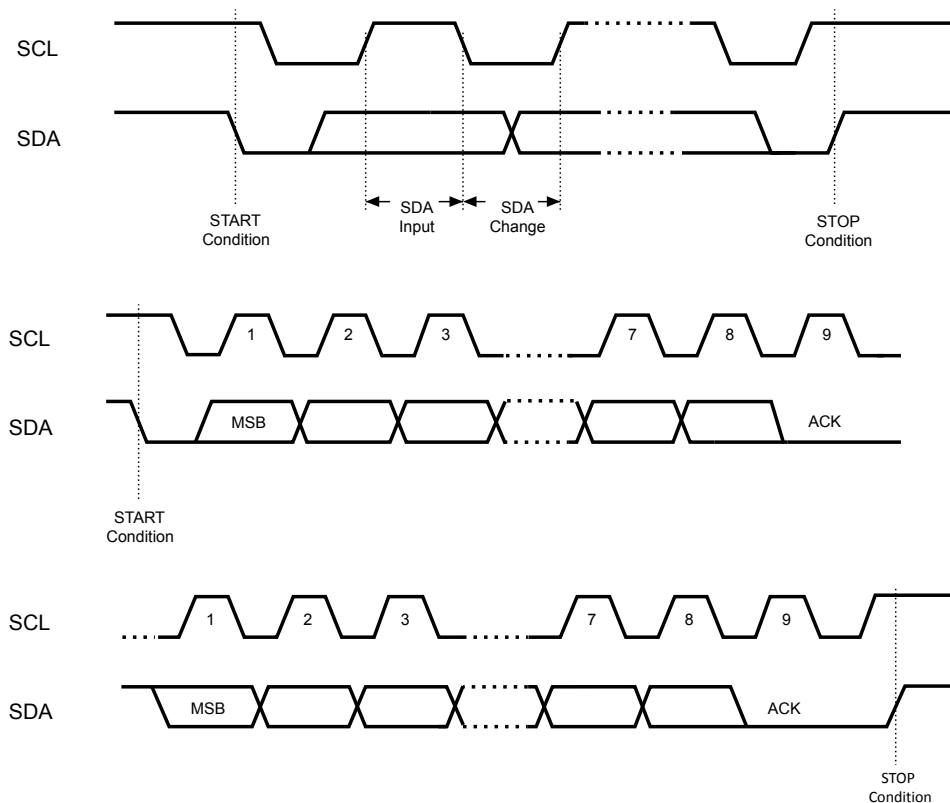 SCL
SDA
SDA
Input
SDA
Change
START
Condition
STOP
Condition
SCL
1 2 3 7 8 9
SDA
MSB ACK
START
Condition
SCL
1 2 3 7 8 9
SDA
MSB ACK
STOP
Condition